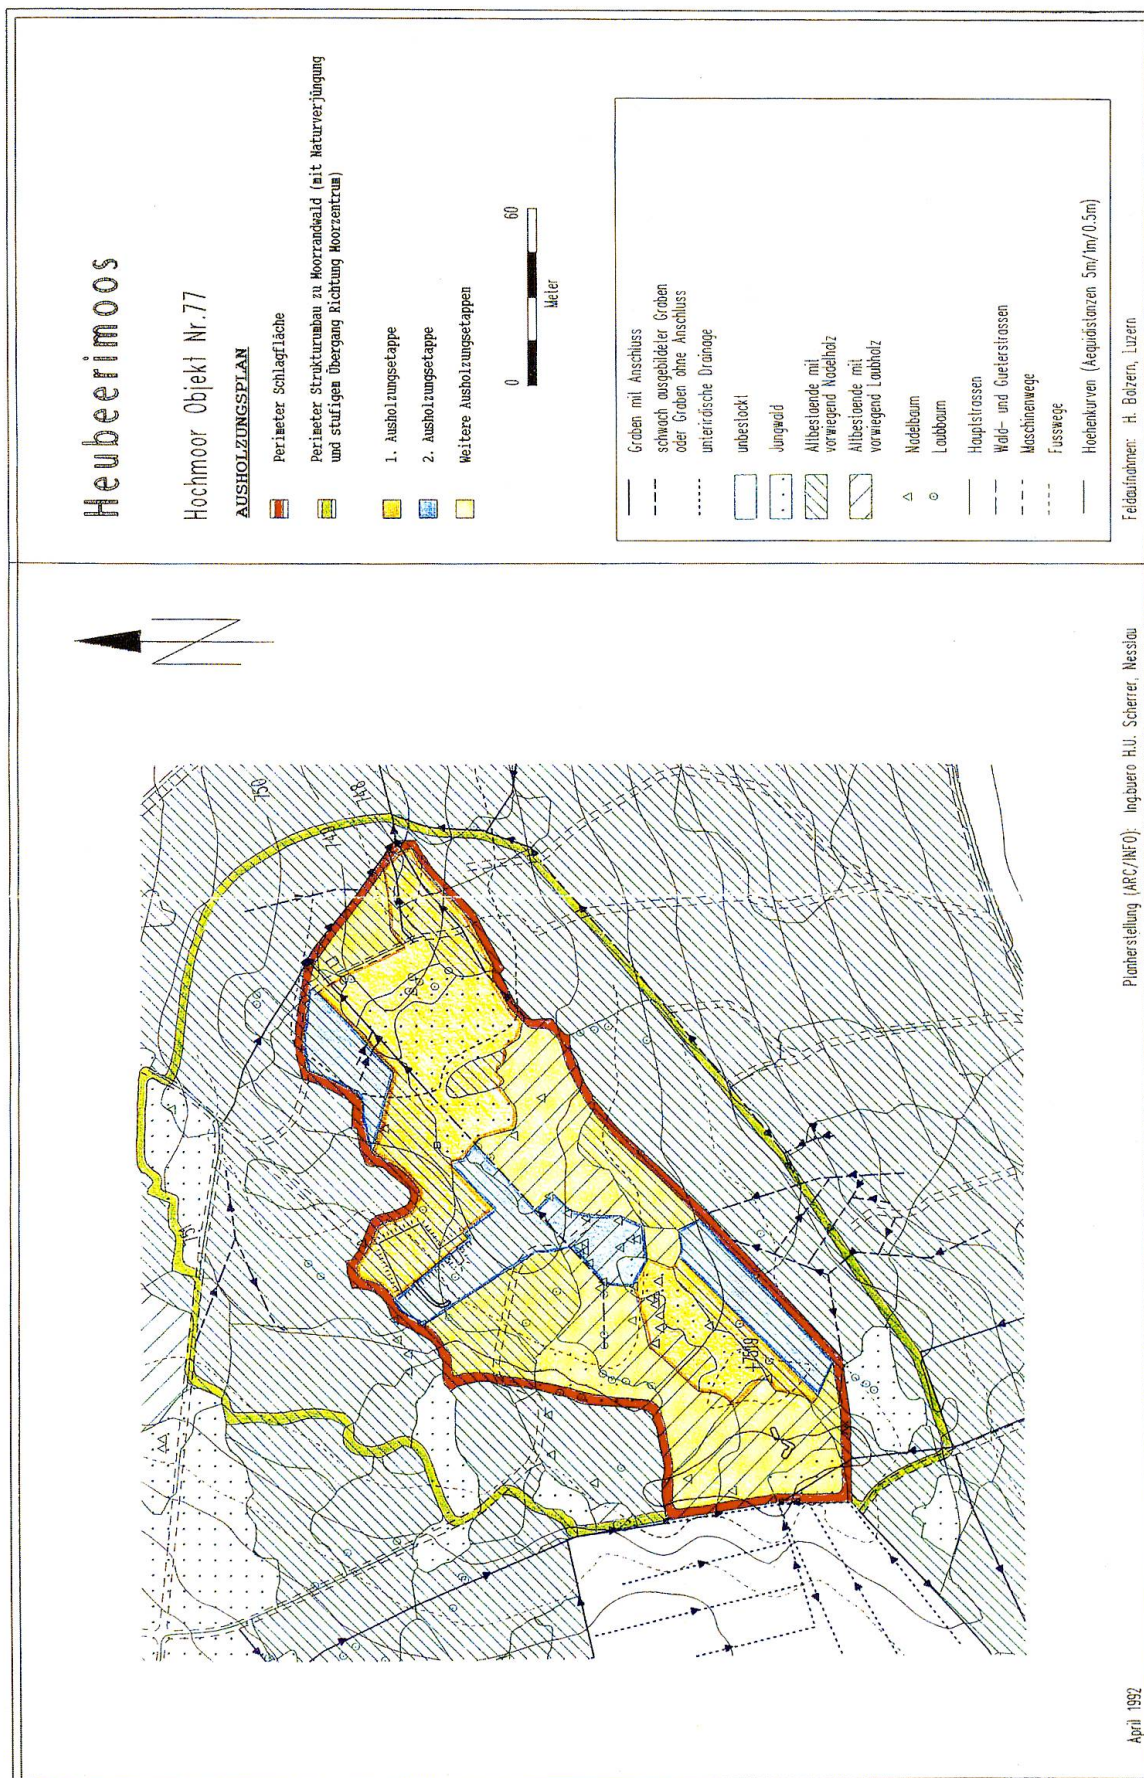 Heubeerimoos
Hochmoor Objekt Nr.77
AUSHOLZUNGSPLAN
Perimeter Schlagfläche
Perimeter Strukturumbau zu Moorrandwald (mit Naturverjüngung
und stufigem Übergang Richtung Moorzentrum)
1. Ausholzungsetappe
2. Ausholzungsetappe
Weitere Ausholzungsetappen
0 60
Meter
Graben mit Anschluss
schwach ausgebildeter Graben
oder Graben ohne Anschluss
unterirdische Drainage
unbestockt
Jungwald
Altbestaende mit
vorwiegend Nadelholz
Altbestaende mit
vorwiegend Laubholz
Nadelbaum
Laubbaum
Hauptstrassen
Wald- und Gueterstrassen
Maschinenwege
Fusswege
Hoehenkurven (Aequidistanzen 5m/1m/0.5m)
Feldaufnahmen: H. Bolzern, Luzern
N
750
749
748
751
April 1992
Planherstellung (ARC/INFO): Ing.buero H.U. Scherrer, Nesslau